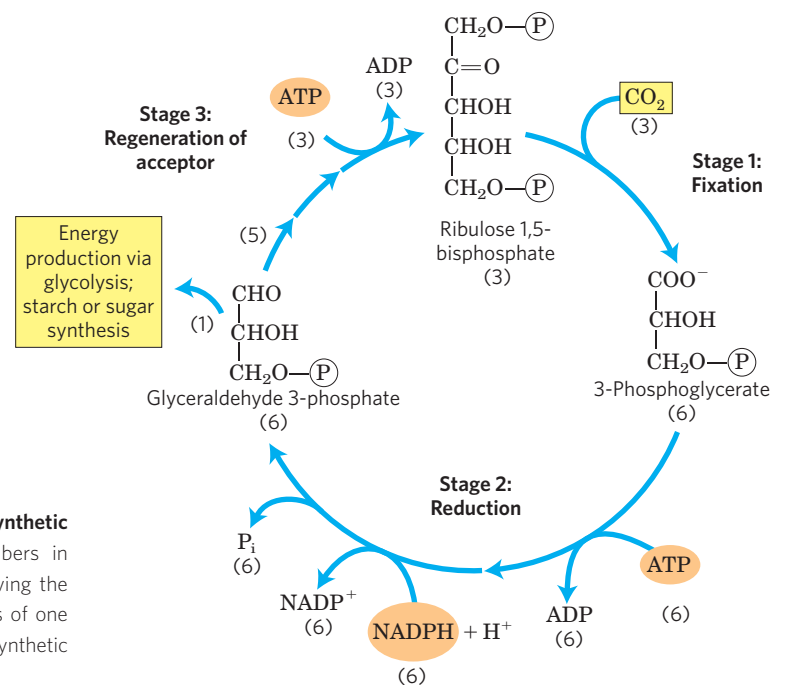 CH₂O—P
C=O
CHOH
CHOH
CH₂O—P
Ribulose 1,5-
bisphosphate
(3)
CO₂
(3)
Stage 1:
Fixation
COO⁻
CHOH
CH₂O—P
3-Phosphoglycerate
(6)
ATP
(6)
ADP
(6)
Stage 2:
Reduction
NADPH + H⁺
(6)
NADP⁺
(6)
Pᵢ
(6)
CHO
CHOH
CH₂O—P
Glyceraldehyde 3-phosphate
(6)
(1)
Energy
production via
glycolysis;
starch or sugar
synthesis
(5)
Stage 3:
Regeneration of
acceptor
ATP
(3)
ADP
(3)
ynthetic
bers in
ving the
s of one
ynthetic